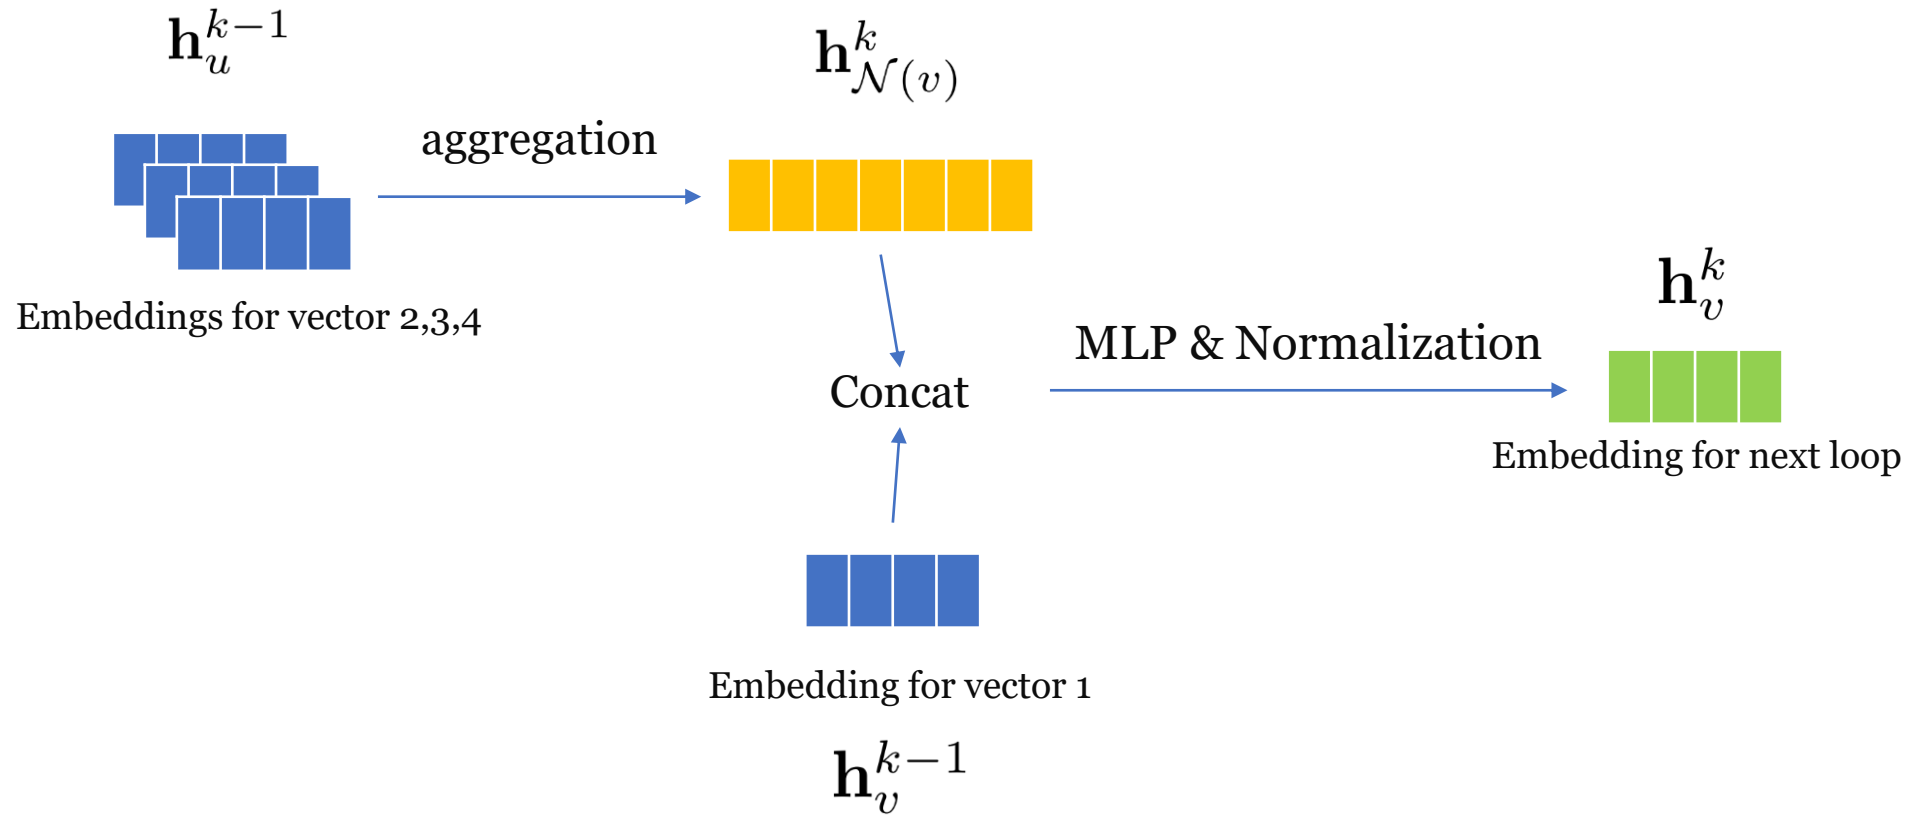 h_u^{k-1}
h_{\mathcal{N}(v)}^k
aggregation
Embeddings for vector 2,3,4
h_v^k
MLP & Normalization
Concat
Embedding for next loop
Embedding for vector 1
h_v^{k-1}